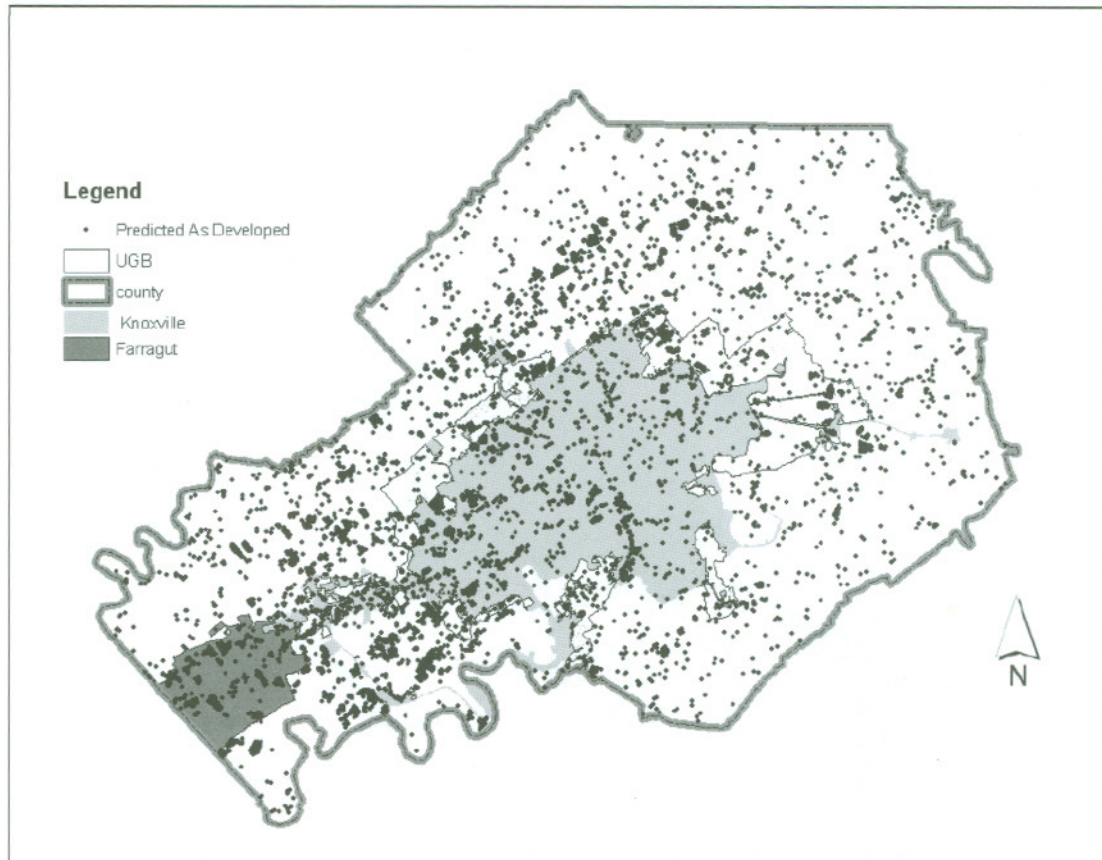 Legend
Predicted As Developed
UGB
county
Knoxville
Farragut
N